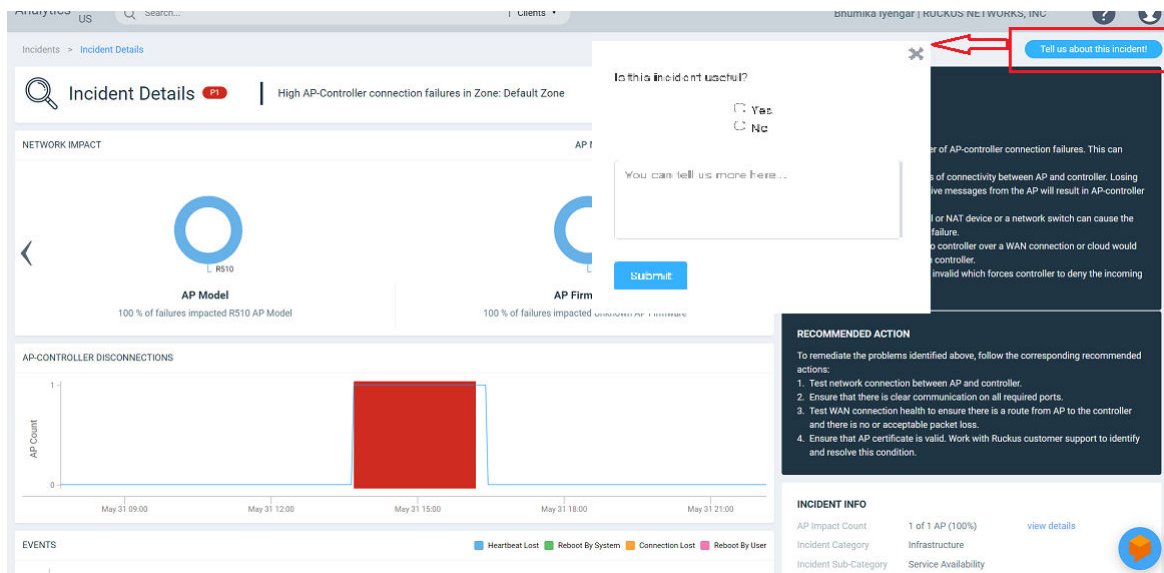 Analytics
US
Search...
Clients
Bhumika Iyengar | RUCKUS NETWORKS, INC
?
Incidents > Incident Details
Tell us about this incident!
Incident Details P1
High AP-Controller connection failures in Zone: Default Zone
Is this incident useful?
Yes
No
You can tell us more here...
Submit
NETWORK IMPACT
R510
AP Model
100 % of failures impacted R510 AP Model
AP Firm
100 % of failures impacted Unknown AP Firmware
of AP-controller connection failures. This can
of connectivity between AP and controller. Losing
messages from the AP will result in AP-controller
or NAT device or a network switch can cause the
failure.
controller over a WAN connection or cloud would
controller.
invalid which forces controller to deny the incoming
RECOMMENDED ACTION
To remediate the problems identified above, follow the corresponding recommended
actions:
1. Test network connection between AP and controller.
2. Ensure that there is clear communication on all required ports.
3. Test WAN connection health to ensure there is a route from AP to the controller
and there is no or acceptable packet loss.
4. Ensure that AP certificate is valid. Work with Ruckus customer support to identify
and resolve this condition.
AP-CONTROLLER DISCONNECTIONS
AP Count
1
0
May 31 09:00 May 31 12:00 May 31 15:00 May 31 18:00 May 31 21:00
EVENTS
Heartbeat Lost Reboot By System Connection Lost Reboot By User
INCIDENT INFO
AP Impact Count 1 of 1 AP (100%) view details
Incident Category Infrastructure
Incident Sub-Category Service Availability